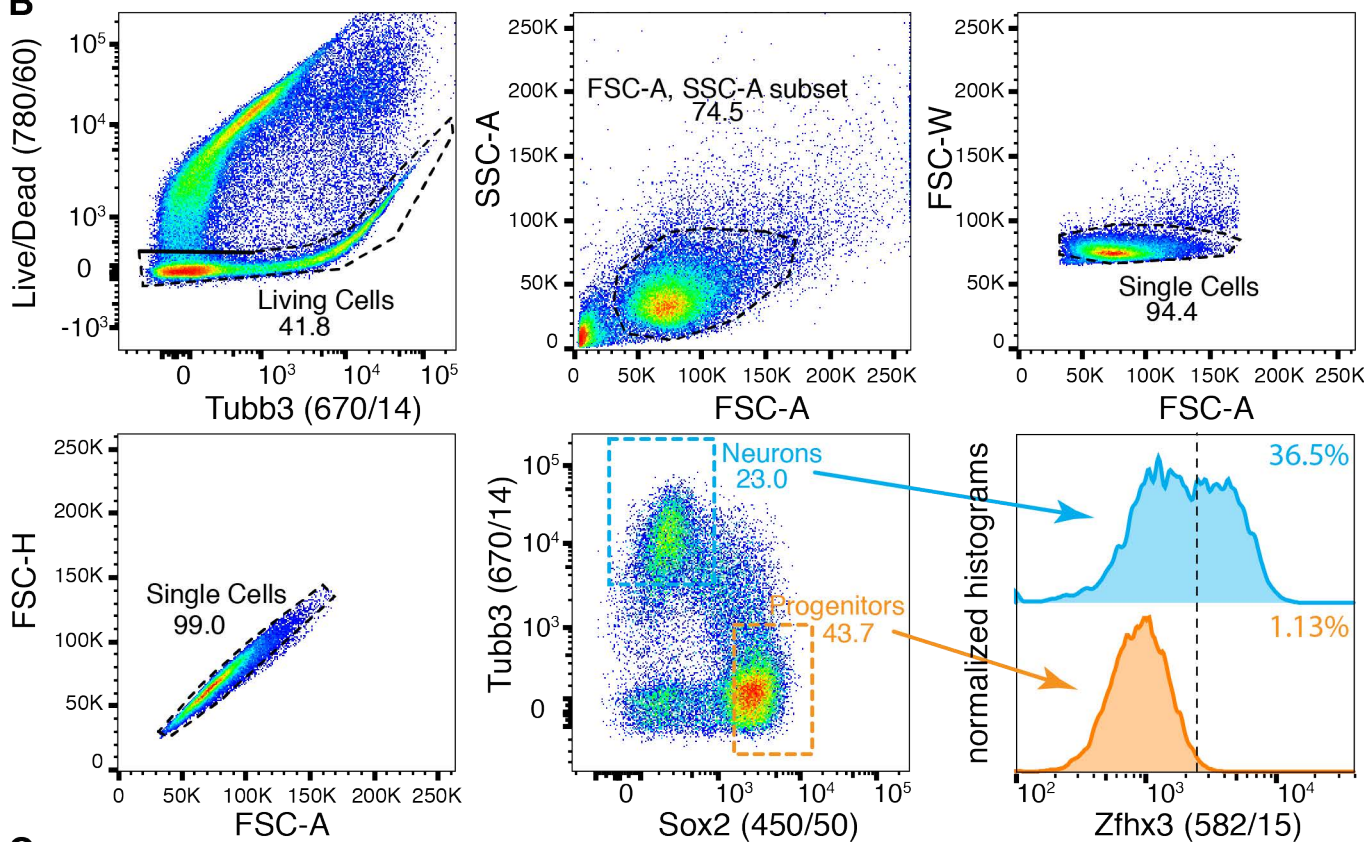 B
Live/Dead (780/60)
10⁵
10⁴
10³
0
-10³
Living Cells
41.8
0 10³ 10⁴ 10⁵
Tubb3 (670/14)
SSC-A
250K
200K
150K
100K
50K
0
FSC-A, SSC-A subset
74.5
0 50K 100K 150K 200K 250K
FSC-A
FSC-W
250K
200K
150K
100K
50K
0
Single Cells
94.4
0 50K 100K 150K 200K 250K
FSC-A
FSC-H
250K
200K
150K
100K
50K
0
Single Cells
99.0
0 50K 100K 150K 200K 250K
FSC-A
Tubb3 (670/14)
10⁵
10⁴
10³
0
Neurons
23.0
Progenitors
43.7
0 10³ 10⁴ 10⁵
Sox2 (450/50)
normalized histograms
36.5%
1.13%
10² 10³ 10⁴
Zfhx3 (582/15)